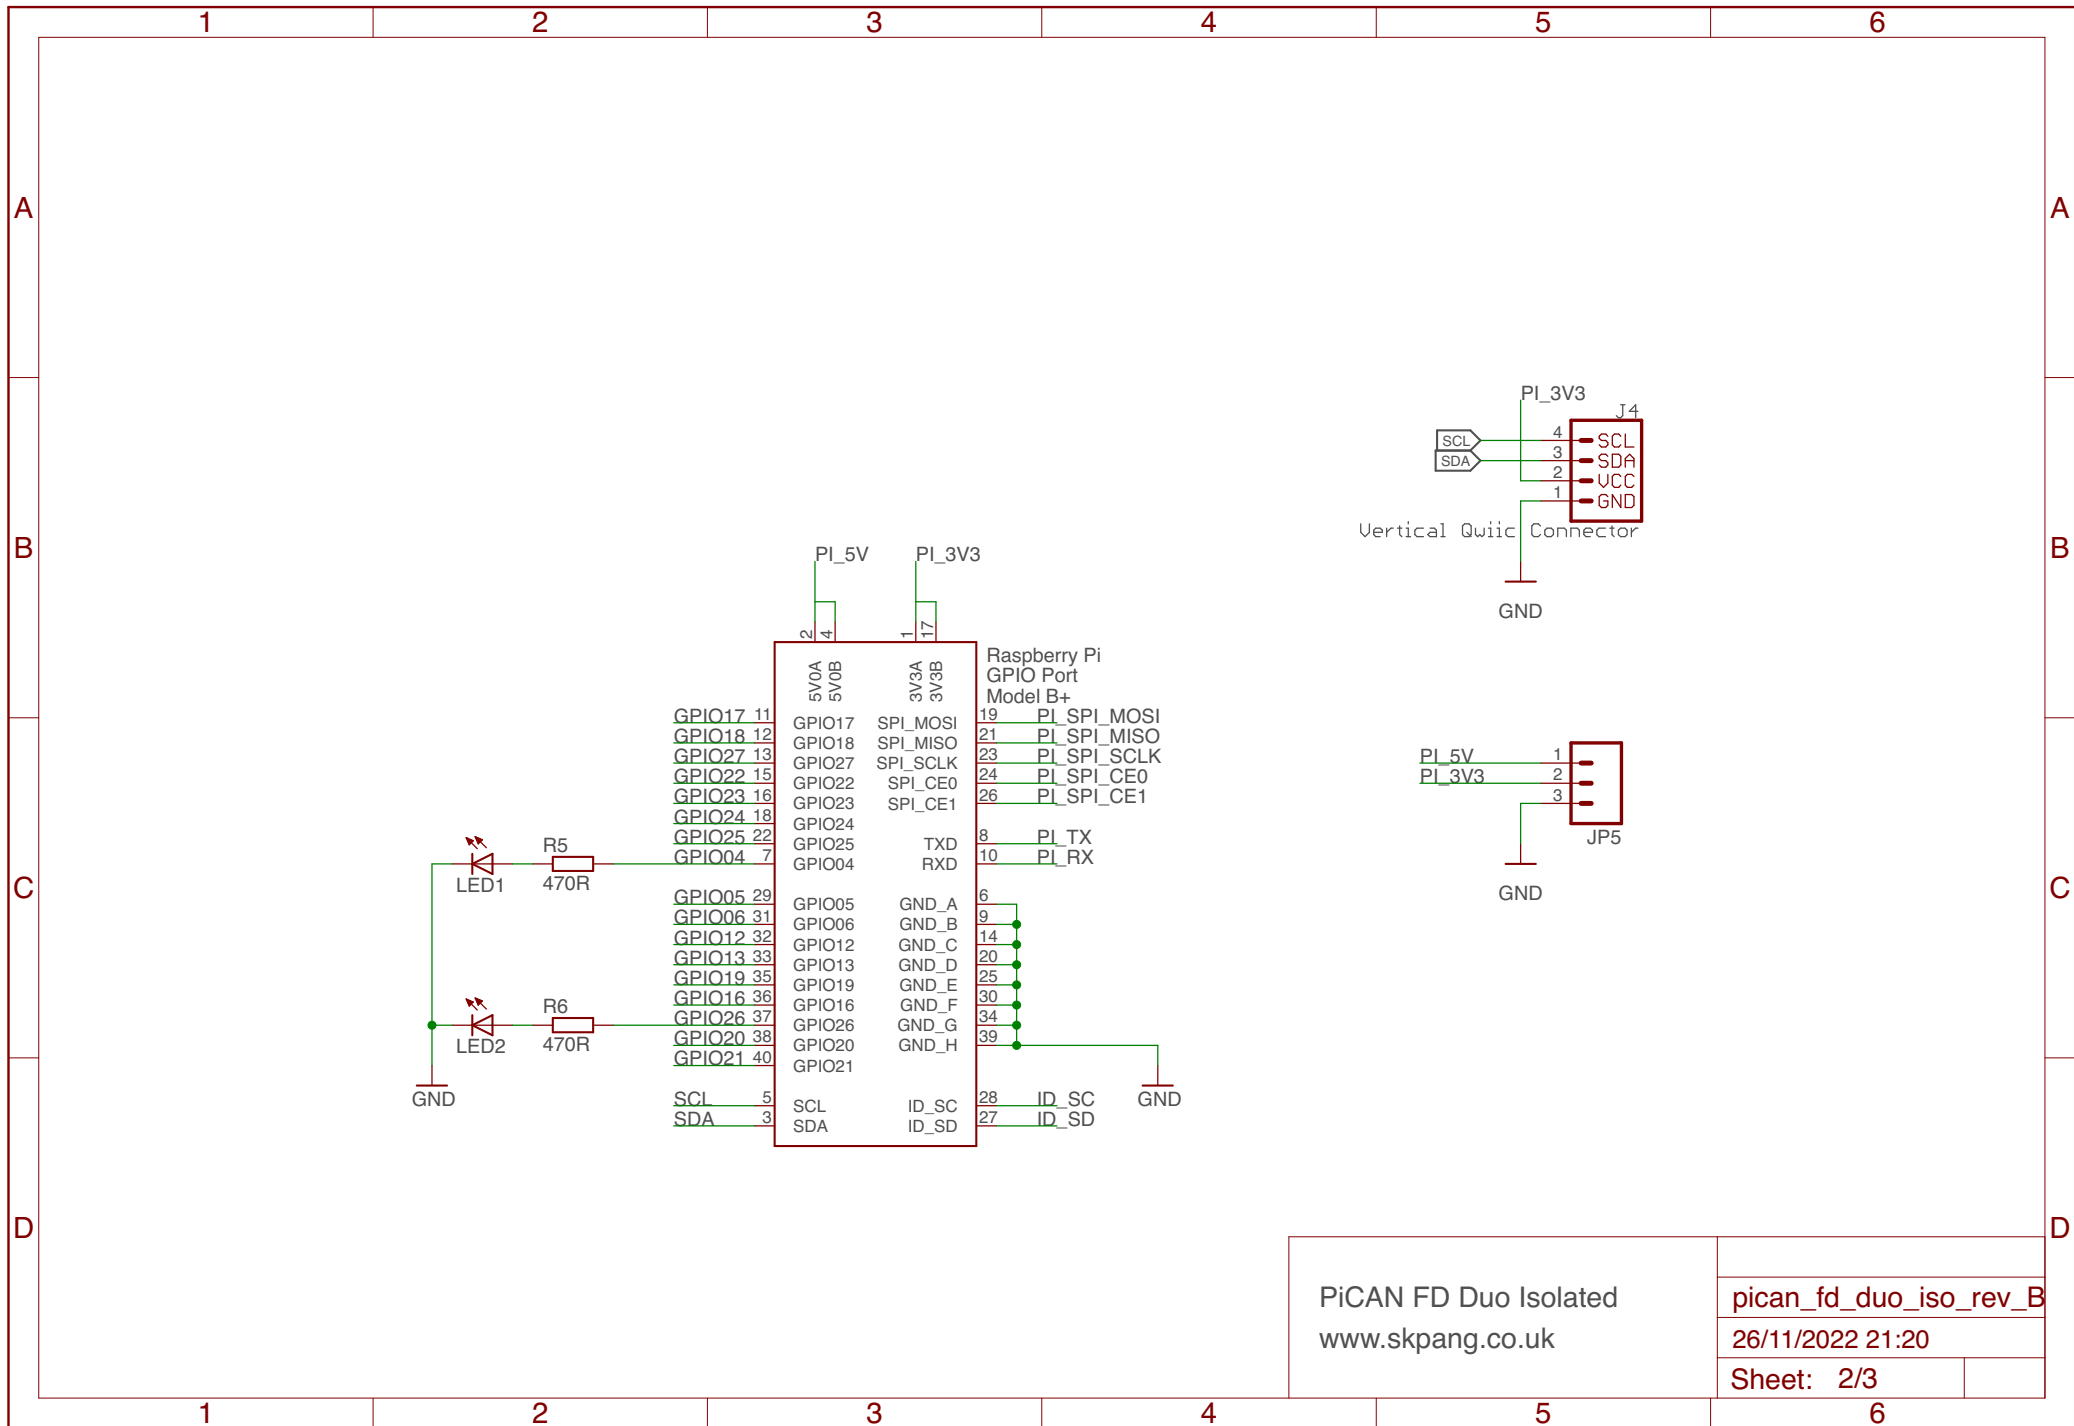 1 2 3 4 5 6
A A
PI_3V3
J4
SCL 4 SCL
SDA 3 SDA
2 VCC
1 GND
Vertical Qwiic Connector
GND
B B
PI_5V PI_3V3
2 4 1 17
5V0A 5V0B 3V3A 3V3B
Raspberry Pi
GPIO Port
Model B+
GPIO17 11 GPIO17 SPI_MOSI 19 PI_SPI_MOSI
GPIO18 12 GPIO18 SPI_MISO 21 PI_SPI_MISO
GPIO27 13 GPIO27 SPI_SCLK 23 PI_SPI_SCLK
GPIO22 15 GPIO22 SPI_CE0 24 PI_SPI_CE0
GPIO23 16 GPIO23 SPI_CE1 26 PI_SPI_CE1
GPIO24 18 GPIO24
GPIO25 22 GPIO25 TXD 8 PI_TX
GPIO04 7 GPIO04 RXD 10 PI_RX
R5
LED1 470R
PI_5V 1
PI_3V3 2
3
JP5
GND
C C
GPIO05 29 GPIO05 GND_A 6
GPIO06 31 GPIO06 GND_B 9
GPIO12 32 GPIO12 GND_C 14
GPIO13 33 GPIO13 GND_D 20
GPIO19 35 GPIO19 GND_E 25
GPIO16 36 GPIO16 GND_F 30
GPIO26 37 GPIO26 GND_G 34
GPIO20 38 GPIO20 GND_H 39
GPIO21 40 GPIO21
R6
LED2 470R
GND
SCL 5 SCL ID_SC 28 ID_SC
SDA 3 SDA ID_SD 27 ID_SD
GND
D D
PiCAN FD Duo Isolated
www.skpang.co.uk
pican_fd_duo_iso_rev_B
26/11/2022 21:20
Sheet: 2/3
1 2 3 4 5 6